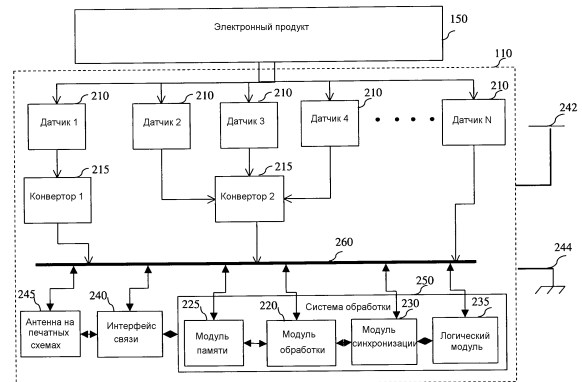 Электронный продукт
150
110
210
210
210
210
210
Датчик 1
Датчик 2
Датчик 3
Датчик 4
Датчик N
242
215
215
Конвертор 1
Конвертор 2
260
244
245
240
250
Система обработки
225
220
230
235
Антенна на
печатных
схемах
Интерфейс
связи
Модуль
памяти
Модуль
обработки
Модуль
синхронизации
Логический
модуль